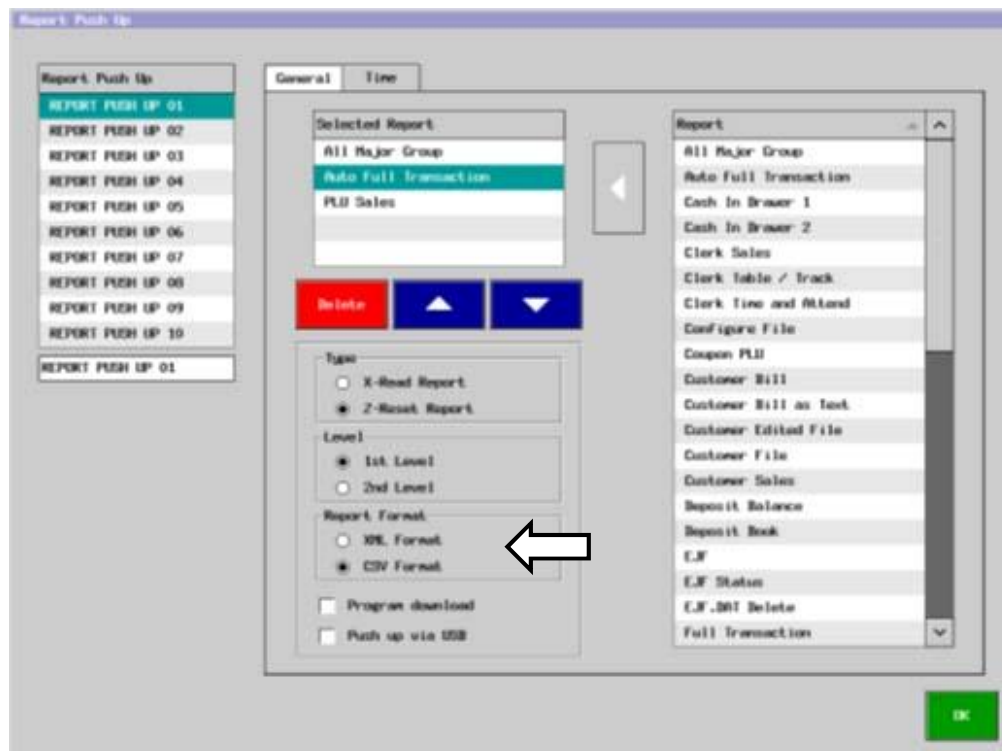 Report Push Up
Report Push Up
REPORT PUSH UP 01
REPORT PUSH UP 02
REPORT PUSH UP 03
REPORT PUSH UP 04
REPORT PUSH UP 05
REPORT PUSH UP 06
REPORT PUSH UP 07
REPORT PUSH UP 08
REPORT PUSH UP 09
REPORT PUSH UP 10
REPORT PUSH UP 01
General Time
Selected Report
All Major Group
Auto Full Transaction
PLU Sales
Delete
Type
X-Read Report
Z-Reset Report
Level
1st Level
2nd Level
Report Format
XML Format
CSV Format
Program download
Push up via USB
Report
All Major Group
Auto Full Transaction
Cash In Drawer 1
Cash In Drawer 2
Clerk Sales
Clerk Table / Track
Clerk Time and Attend
Configure File
Coupon PLU
Customer Bill
Customer Bill as Text
Customer Edited File
Customer File
Customer Sales
Deposit Balance
Deposit Book
EJF
EJF Status
EJF.DAT Delete
Full Transaction
OK